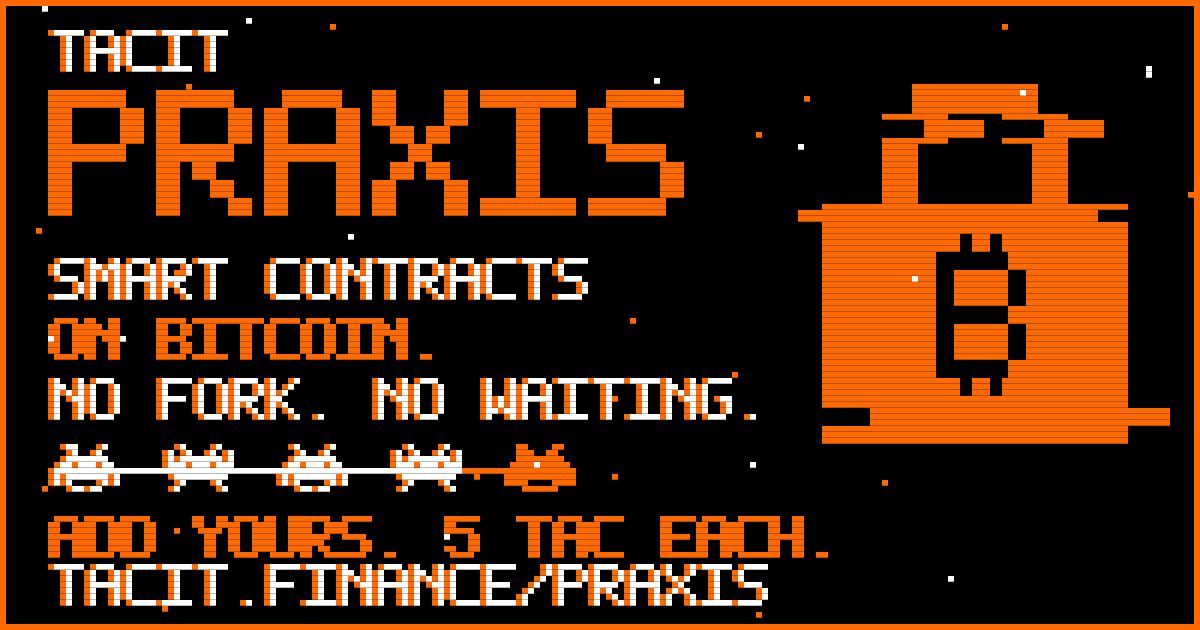 TACIT
PRAXIS
SMART CONTRACTS
ON BITCOIN.
NO FORK. NO WAITING.
ADD YOURS. 5 TAC EACH.
TACIT.FINANCE/PRAXIS